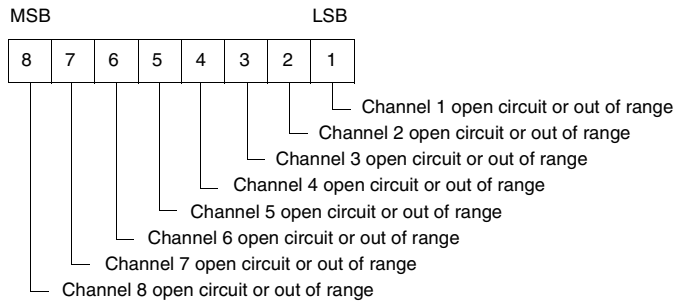 MSB LSB
8 7 6 5 4 3 2 1
Channel 1 open circuit or out of range
Channel 2 open circuit or out of range
Channel 3 open circuit or out of range
Channel 4 open circuit or out of range
Channel 5 open circuit or out of range
Channel 6 open circuit or out of range
Channel 7 open circuit or out of range
Channel 8 open circuit or out of range